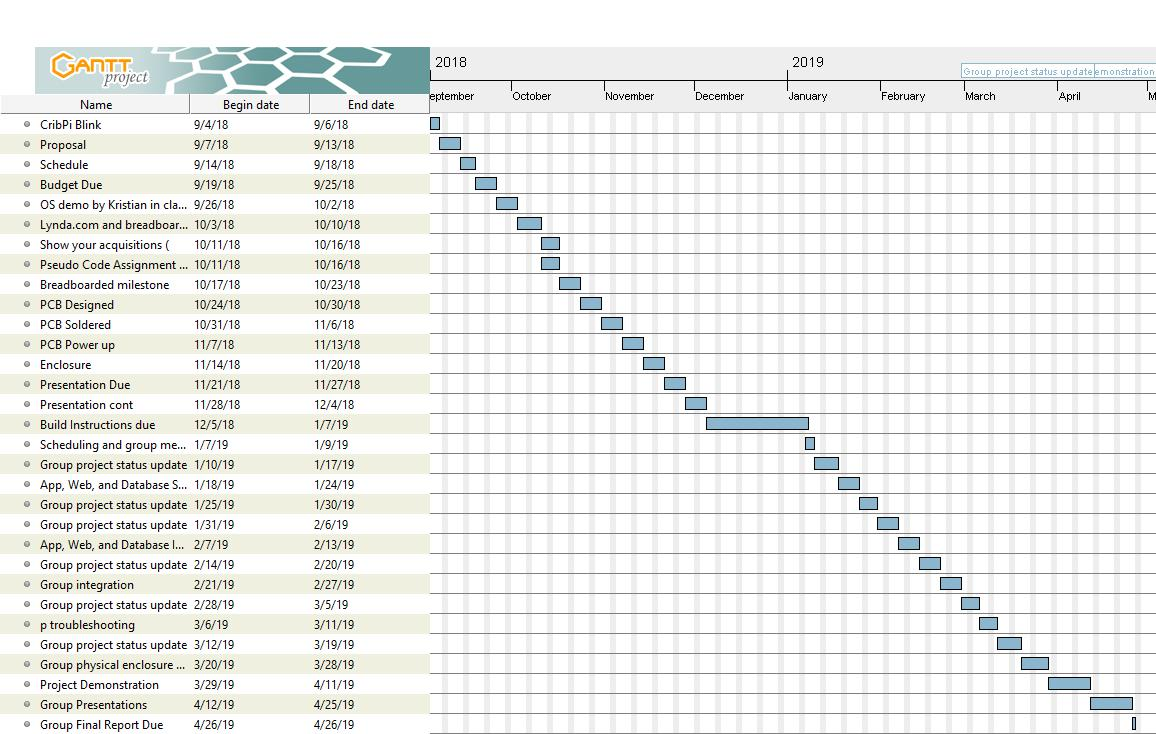 GANTT
project
2018
2019
Group project status update
emonstration
eptember
October
November
December
January
February
March
April
M
Name Begin date End date
CribPi Blink 9/4/18 9/6/18
Proposal 9/7/18 9/13/18
Schedule 9/14/18 9/18/18
Budget Due 9/19/18 9/25/18
OS demo by Kristian in cla... 9/26/18 10/2/18
Lynda.com and breadboar... 10/3/18 10/10/18
Show your acquisitions ( 10/11/18 10/16/18
Pseudo Code Assignment ... 10/11/18 10/16/18
Breadboarded milestone 10/17/18 10/23/18
PCB Designed 10/24/18 10/30/18
PCB Soldered 10/31/18 11/6/18
PCB Power up 11/7/18 11/13/18
Enclosure 11/14/18 11/20/18
Presentation Due 11/21/18 11/27/18
Presentation cont 11/28/18 12/4/18
Build Instructions due 12/5/18 1/7/19
Scheduling and group me... 1/7/19 1/9/19
Group project status update 1/10/19 1/17/19
App, Web, and Database S... 1/18/19 1/24/19
Group project status update 1/25/19 1/30/19
Group project status update 1/31/19 2/6/19
App, Web, and Database I... 2/7/19 2/13/19
Group project status update 2/14/19 2/20/19
Group integration 2/21/19 2/27/19
Group project status update 2/28/19 3/5/19
p troubleshooting 3/6/19 3/11/19
Group project status update 3/12/19 3/19/19
Group physical enclosure ... 3/20/19 3/28/19
Project Demonstration 3/29/19 4/11/19
Group Presentations 4/12/19 4/25/19
Group Final Report Due 4/26/19 4/26/19